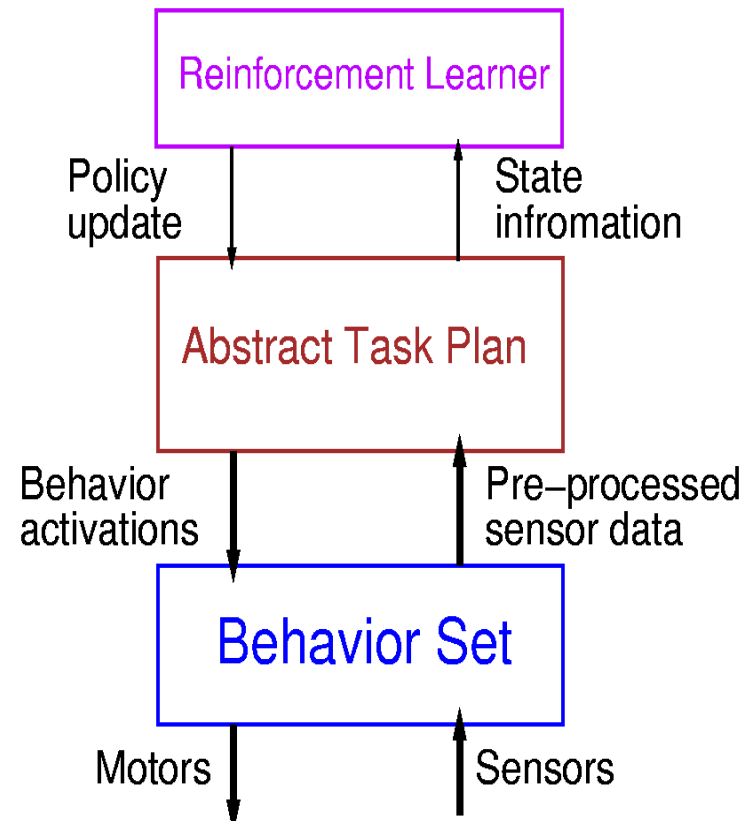 Reinforcement Learner
Policy
update
State
infromation
Abstract Task Plan
Behavior
activations
Pre−processed
sensor data
Behavior Set
Motors
Sensors